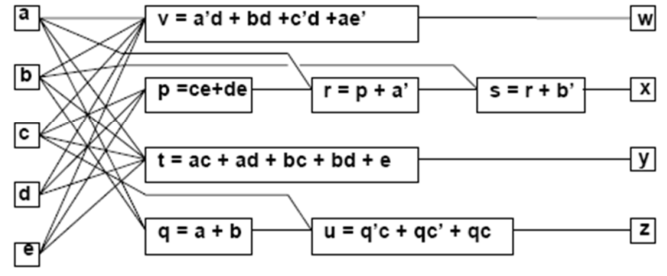 a
v = a'd + bd +c'd +ae'
w
b
p =ce+de
r = p + a'
s = r + b'
x
c
t = ac + ad + bc + bd + e
y
d
q = a + b
u = q'c + qc' + qc
z
e